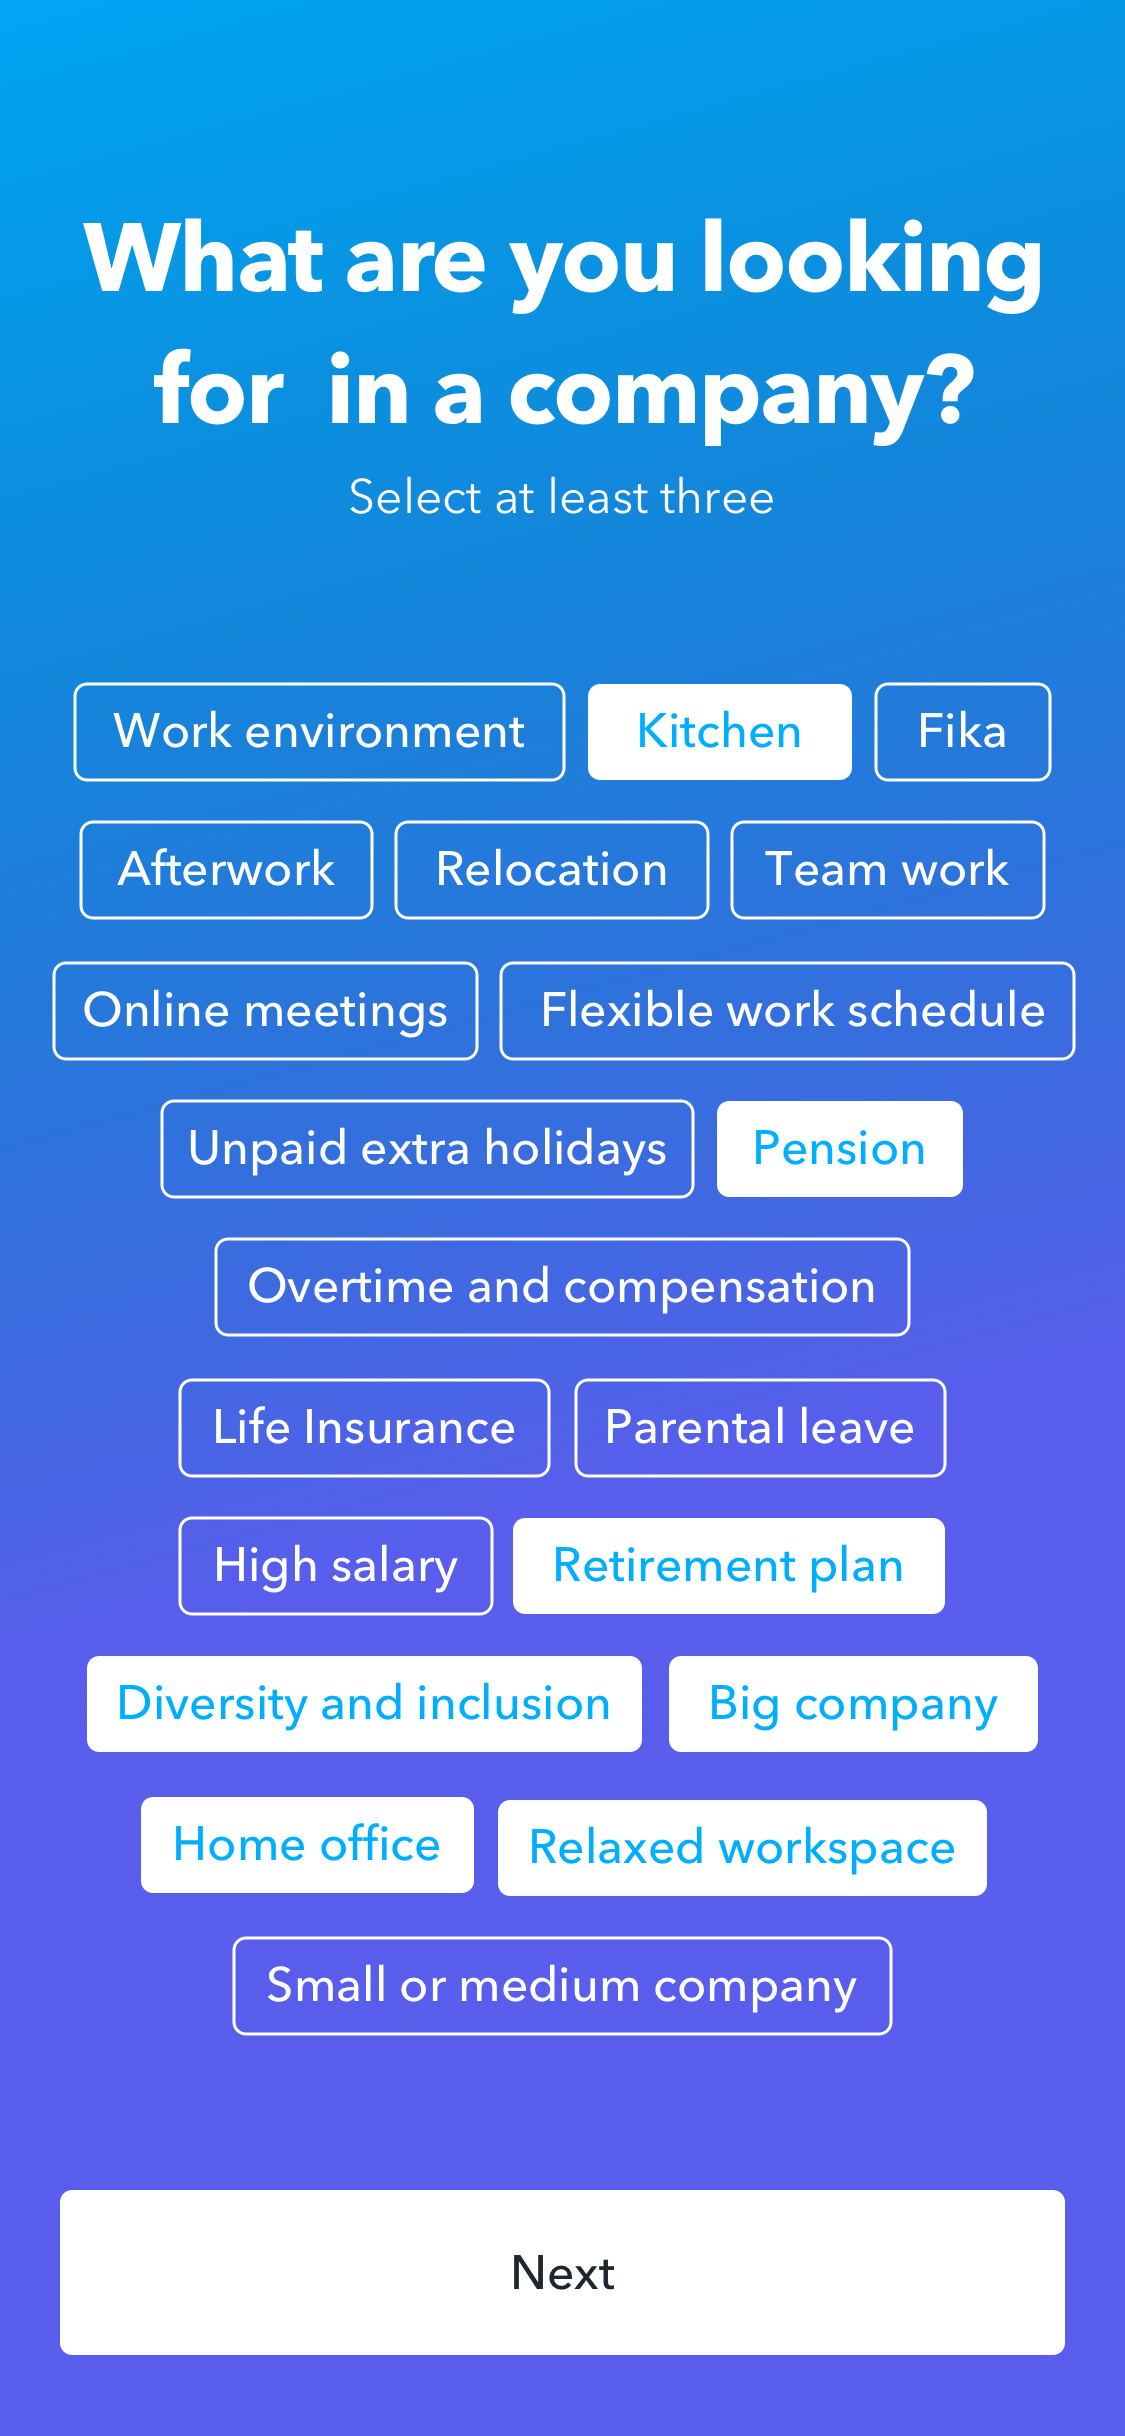 What are you looking
for in a company?
Select at least three
Work environment Kitchen Fika
Afterwork Relocation Team work
Online meetings Flexible work schedule
Unpaid extra holidays Pension
Overtime and compensation
Life Insurance Parental leave
High salary Retirement plan
Diversity and inclusion Big company
Home office Relaxed workspace
Small or medium company
Next